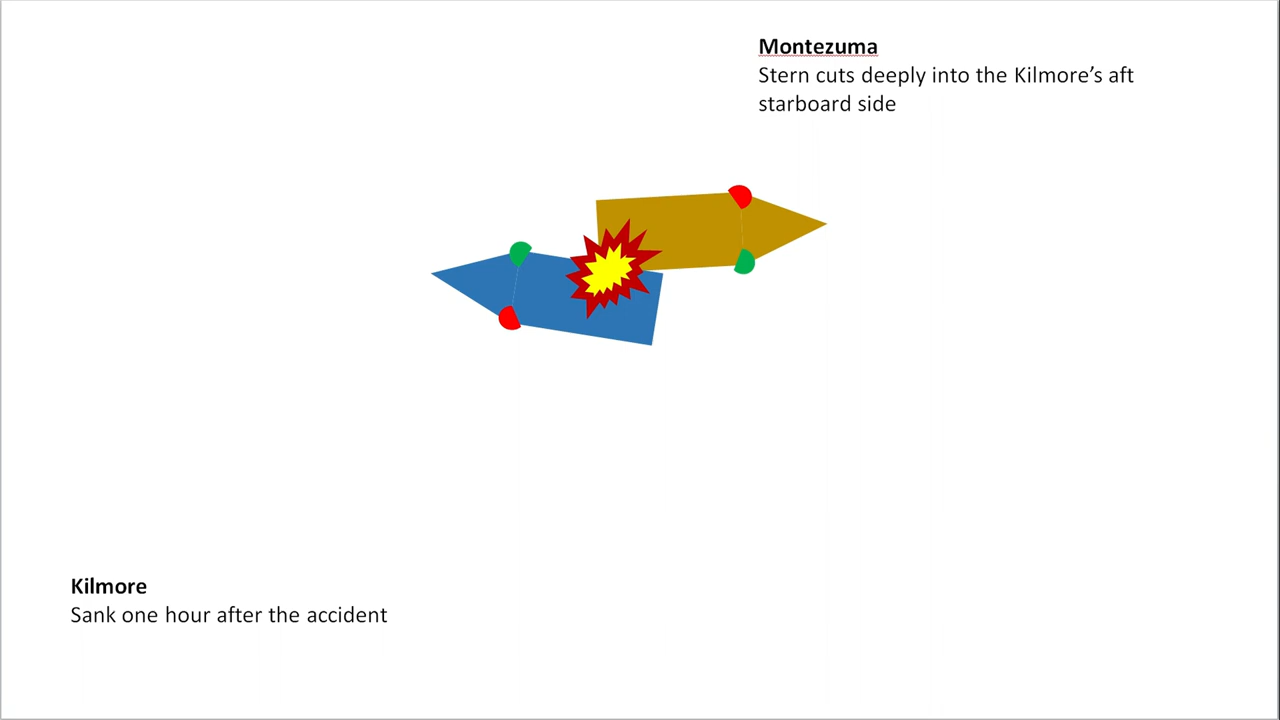 Montezuma
Stern cuts deeply into the Kilmore’s aft
starboard side
Kilmore
Sank one hour after the accident